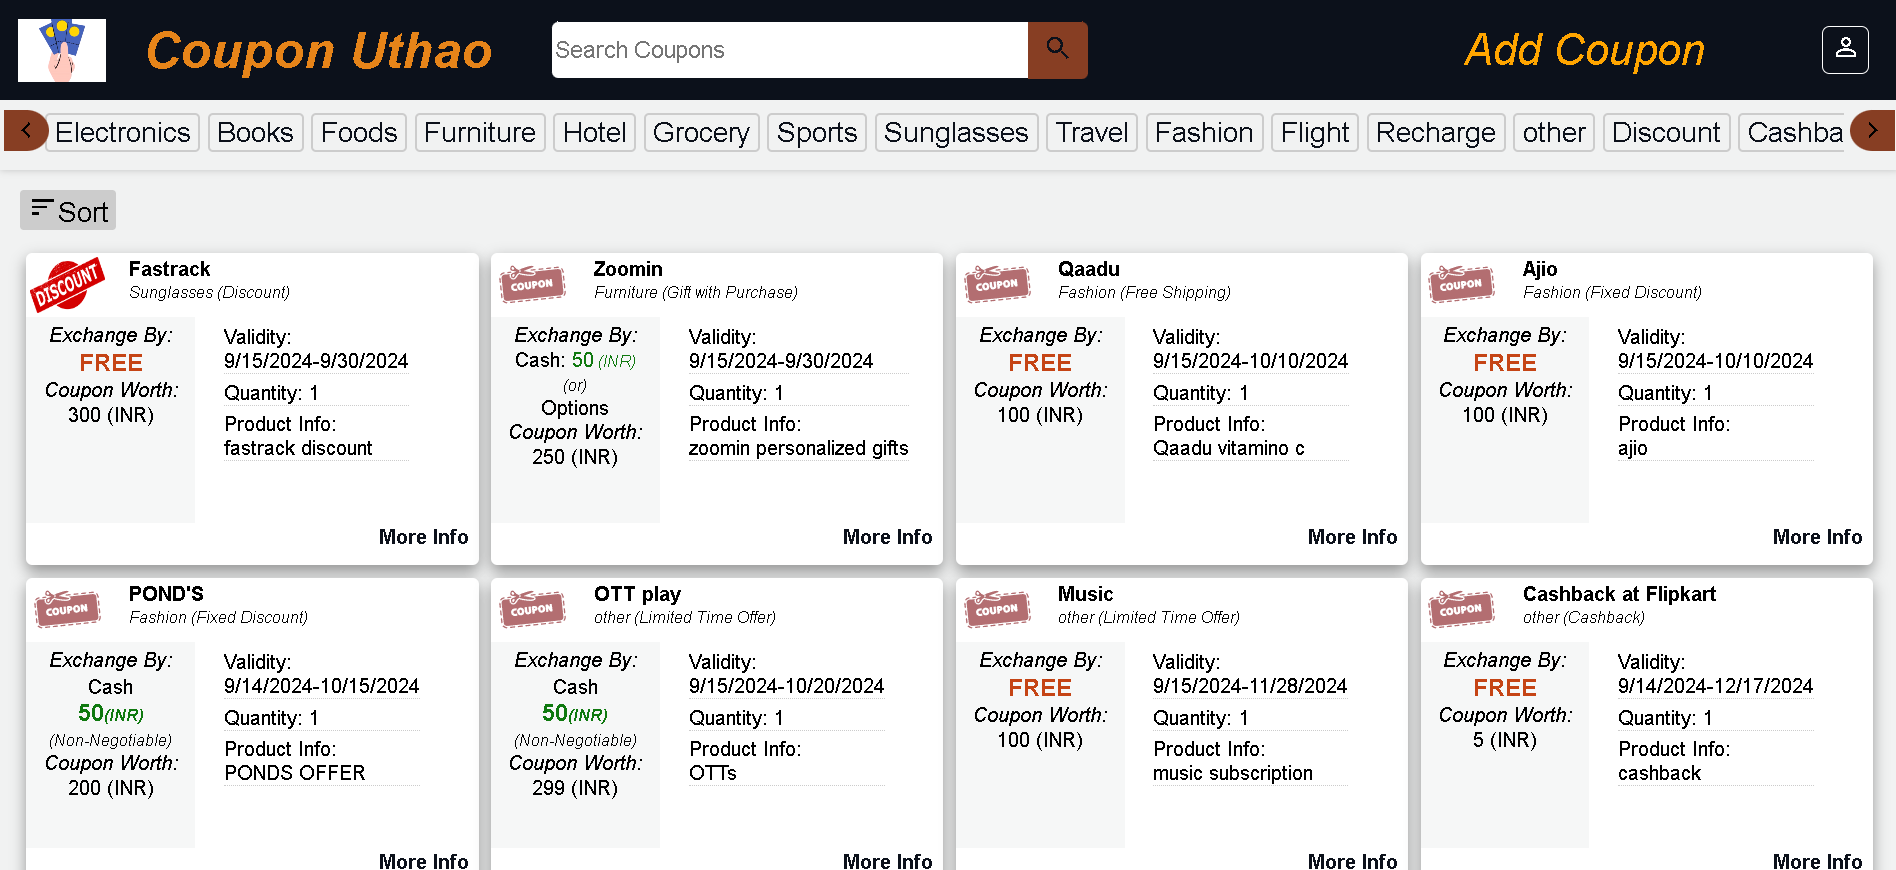 Coupon Uthao
Search Coupons
Add Coupon
Electronics Books Foods Furniture Hotel Grocery Sports Sunglasses Travel Fashion Flight Recharge other Discount Cashba
Sort
DISCOUNT
Fastrack
Sunglasses (Discount)
Exchange By:
FREE
Coupon Worth:
300 (INR)
Validity:
9/15/2024-9/30/2024
Quantity: 1
Product Info:
fastrack discount
More Info
COUPON
Zoomin
Furniture (Gift with Purchase)
Exchange By:
Cash: 50 (INR)
(or)
Options
Coupon Worth:
250 (INR)
Validity:
9/15/2024-9/30/2024
Quantity: 1
Product Info:
zoomin personalized gifts
More Info
COUPON
Qaadu
Fashion (Free Shipping)
Exchange By:
FREE
Coupon Worth:
100 (INR)
Validity:
9/15/2024-10/10/2024
Quantity: 1
Product Info:
Qaadu vitamino c
More Info
COUPON
Ajio
Fashion (Fixed Discount)
Exchange By:
FREE
Coupon Worth:
100 (INR)
Validity:
9/15/2024-10/10/2024
Quantity: 1
Product Info:
ajio
More Info
COUPON
POND'S
Fashion (Fixed Discount)
Exchange By:
Cash
50(INR)
(Non-Negotiable)
Coupon Worth:
200 (INR)
Validity:
9/14/2024-10/15/2024
Quantity: 1
Product Info:
PONDS OFFER
More Info
COUPON
OTT play
other (Limited Time Offer)
Exchange By:
Cash
50(INR)
(Non-Negotiable)
Coupon Worth:
299 (INR)
Validity:
9/15/2024-10/20/2024
Quantity: 1
Product Info:
OTTs
More Info
COUPON
Music
other (Limited Time Offer)
Exchange By:
FREE
Coupon Worth:
100 (INR)
Validity:
9/15/2024-11/28/2024
Quantity: 1
Product Info:
music subscription
More Info
COUPON
Cashback at Flipkart
other (Cashback)
Exchange By:
FREE
Coupon Worth:
5 (INR)
Validity:
9/14/2024-12/17/2024
Quantity: 1
Product Info:
cashback
More Info